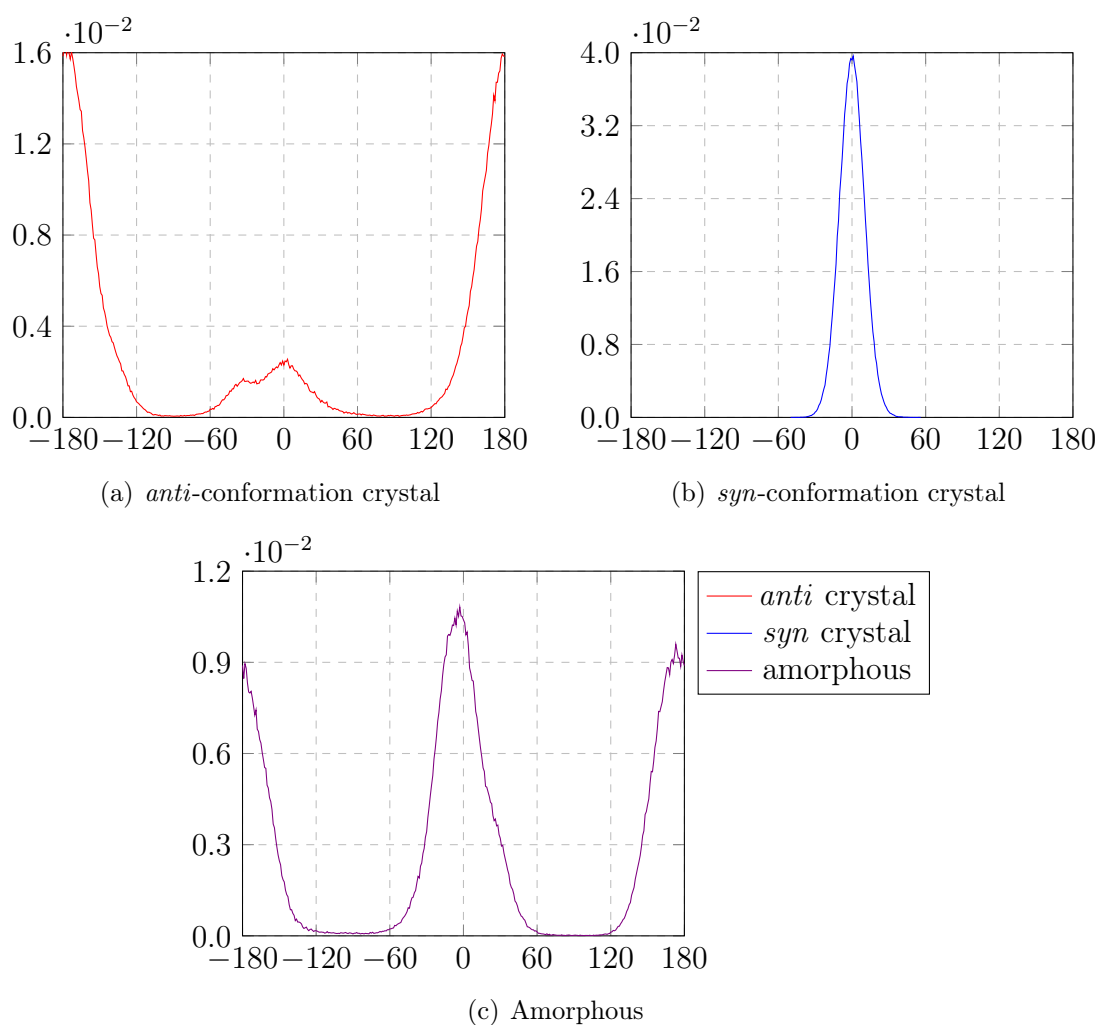 ·10−2
1.6
1.2
0.8
0.4
0.0
−180 −120 −60 0 60 120 180
(a) anti-conformation crystal
·10−2
4.0
3.2
2.4
1.6
0.8
0.0
−180 −120 −60 0 60 120 180
(b) syn-conformation crystal
·10−2
1.2
0.9
0.6
0.3
0.0
−180 −120 −60 0 60 120 180
anti crystal
syn crystal
amorphous
(c) Amorphous